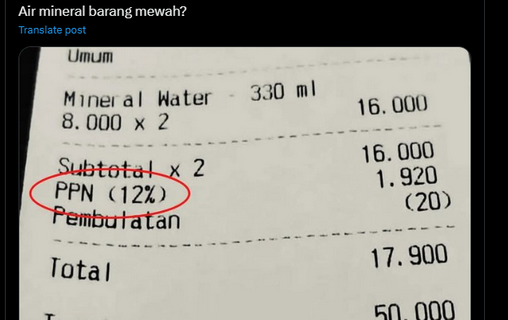 Air mineral barang mewah?
Translate post
Umum
Mineral Water - 330 ml
8.000 x 2 16.000
Subtotal x 2 16.000
PPN (12%) 1.920
Pembulatan (20)
Total 17.900
50.000